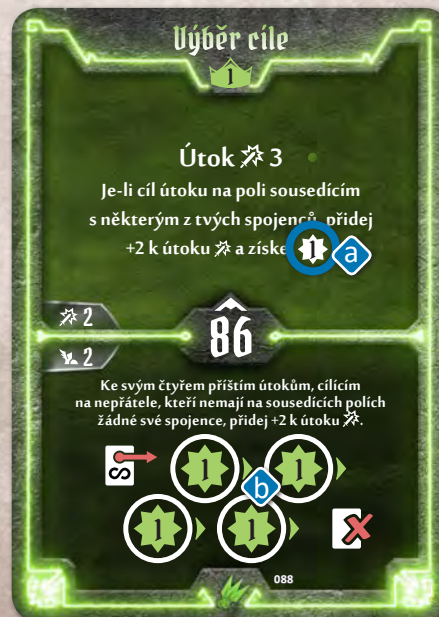 Výběr cíle
1
Útok 3
Je-li cíl útoku na poli sousedícím
s některým z tvých spojenců, přidej
+2 k útoku a získe 1 a
2
86
2
Ke svým čtyřem příštím útokům, cílícím
na nepřátele, kteří nemají na sousedících polích
žádné své spojence, přidej +2 k útoku .
S 1 1
b
1 1
088